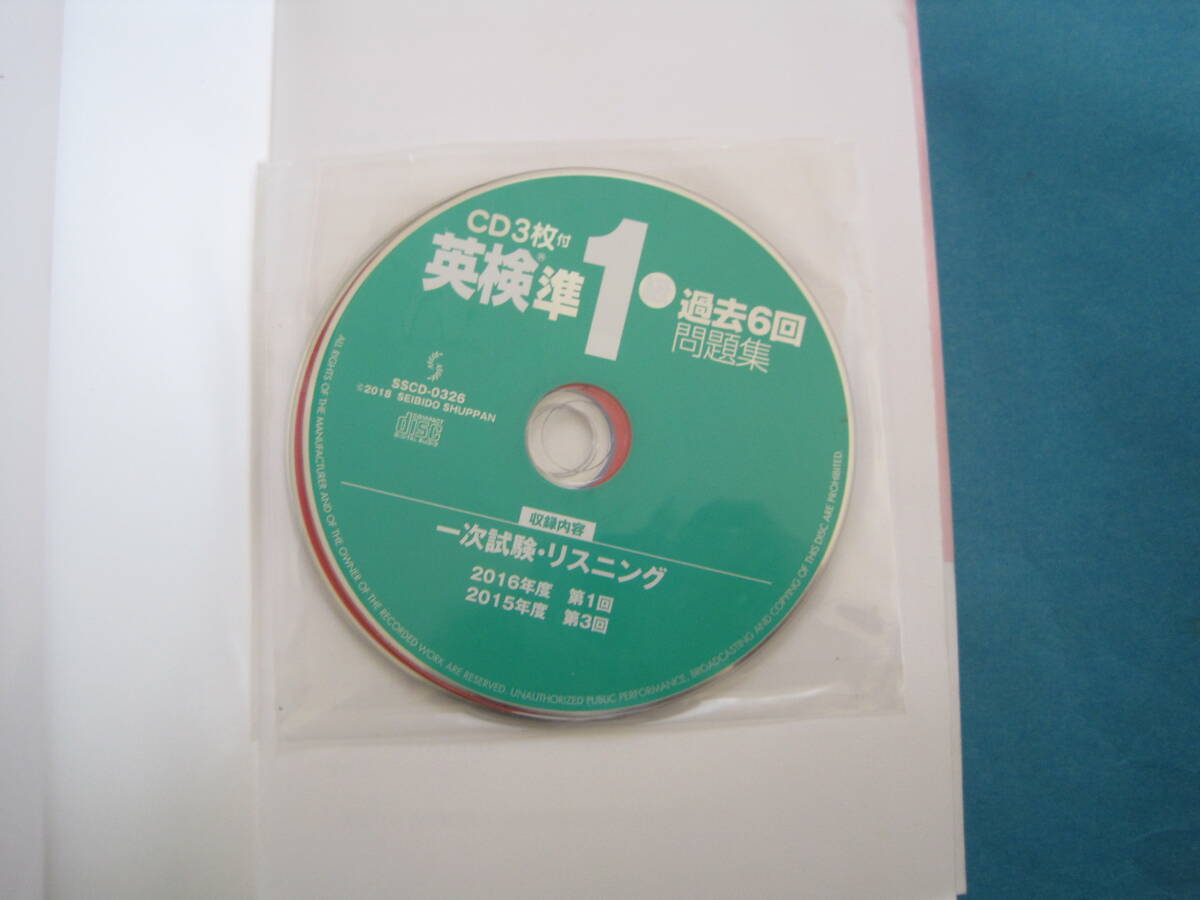 CD3枚付
英検®準1
過去6回
問題集
SSCD-0326
©2018 SEIBIDO SHUPPAN
COMPACT
disc
DIGITAL AUDIO
収録内容
一次試験・リスニング
2016年度 第1回
2015年度 第3回
ALL RIGHTS OF THE MANUFACTURER AND OF THE OWNER OF THE RECORDED WORK ARE RESERVED. UNAUTHORIZED PUBLIC PERFORMANCE, BROADCASTING AND COPYING OF THIS DISC ARE PROHIBITED.